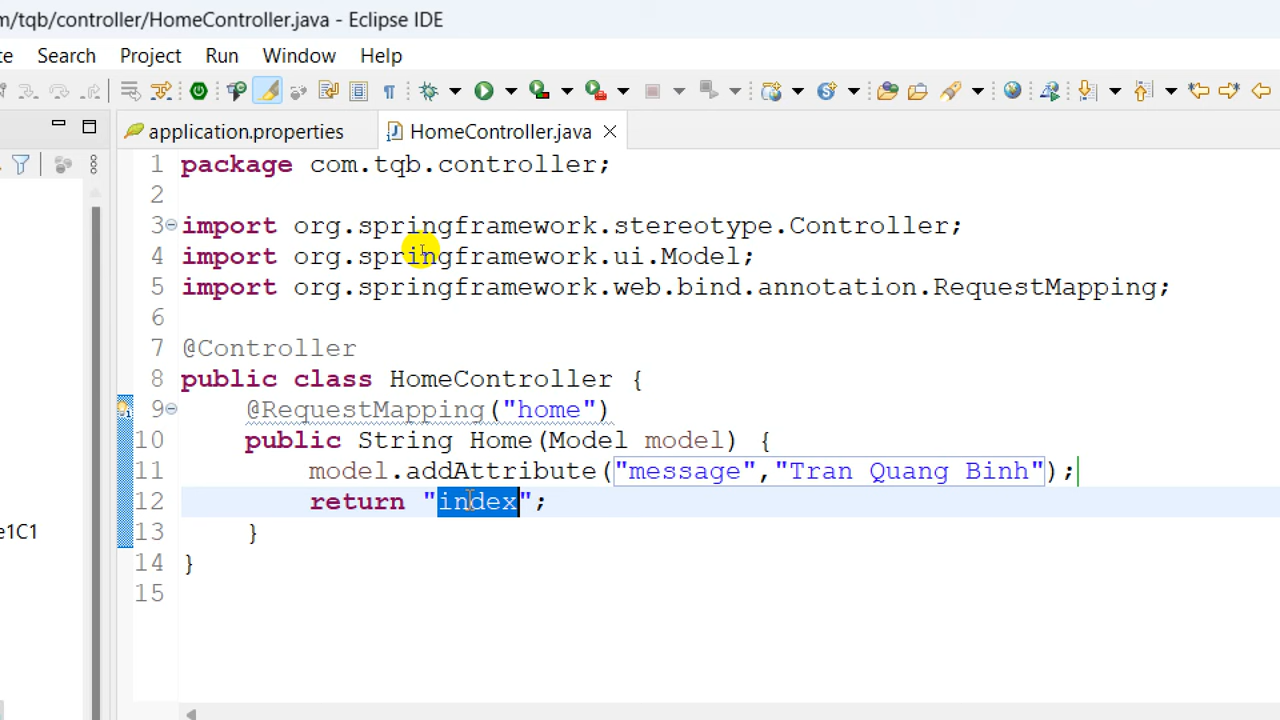 m/tqb/controller/HomeController.java - Eclipse IDE
te Search Project Run Window Help
application.properties HomeController.java
1 package com.tqb.controller;
2
3 import org.springframework.stereotype.Controller;
4 import org.springframework.ui.Model;
5 import org.springframework.web.bind.annotation.RequestMapping;
6
7 @Controller
8 public class HomeController {
9 @RequestMapping("home")
10 public String Home(Model model) {
11 model.addAttribute("message","Tran Quang Binh");
12 return "index";
13 }
14 }
15
e1C1